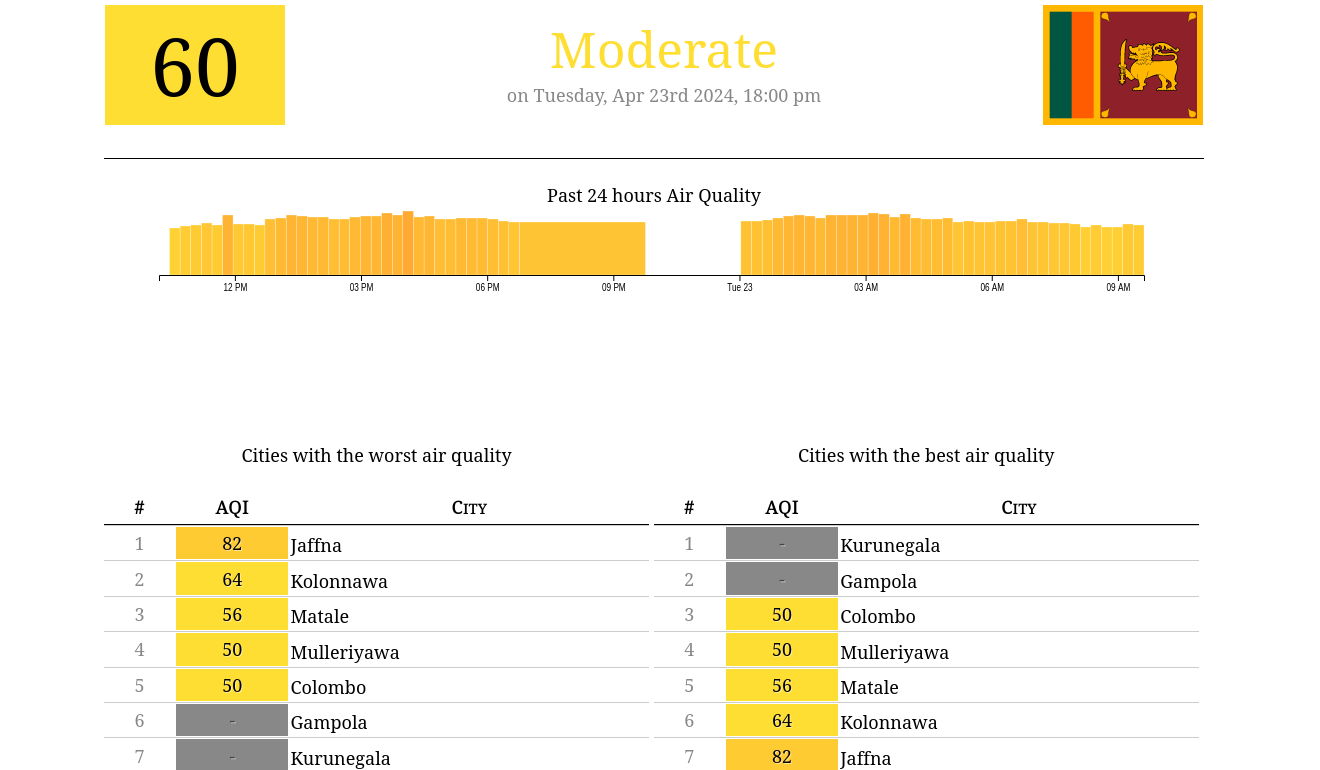 60
Moderate
on Tuesday, Apr 23rd 2024, 18:00 pm
Past 24 hours Air Quality
12 PM 03 PM 06 PM 09 PM Tue 23 03 AM 06 AM 09 AM
Cities with the worst air quality
# AQI City
1 82 Jaffna
2 64 Kolonnawa
3 56 Matale
4 50 Mulleriyawa
5 50 Colombo
6 - Gampola
7 - Kurunegala
Cities with the best air quality
# AQI City
1 - Kurunegala
2 - Gampola
3 50 Colombo
4 50 Mulleriyawa
5 56 Matale
6 64 Kolonnawa
7 82 Jaffna